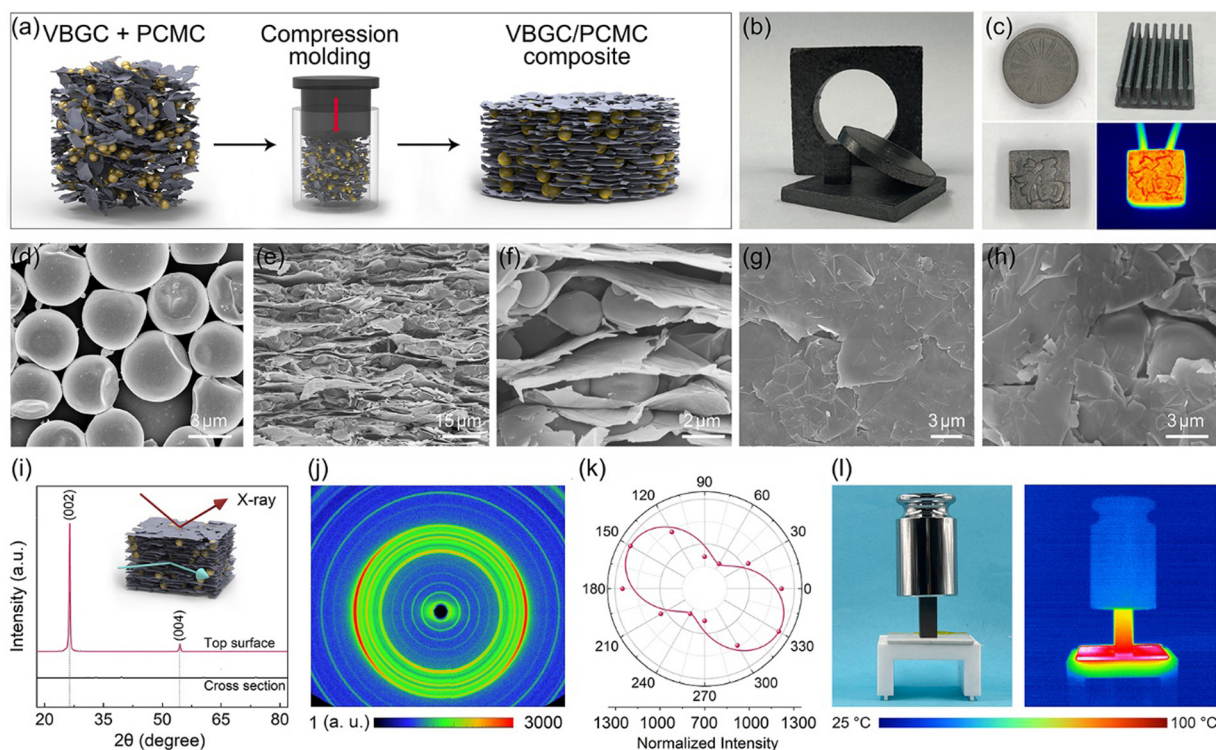 (a)
VBGC + PCMC
Compression
molding
VBGC/PCMC
composite
(b)
(c)
福
福
(d)
3 μm
(e)
15 μm
(f)
2 μm
(g)
3 μm
(h)
3 μm
(i)
Intensity (a.u.)
(002)
X-ray
(004)
Top surface
Cross section
20 35 50 65 80
2θ (degree)
(j)
1 (a. u.) 3000
(k)
90
120 60
150 30
180 0
210 330
240 300
270
1300 1000 700 1000 1300
Normalized Intensity
(l)
25 °C 100 °C